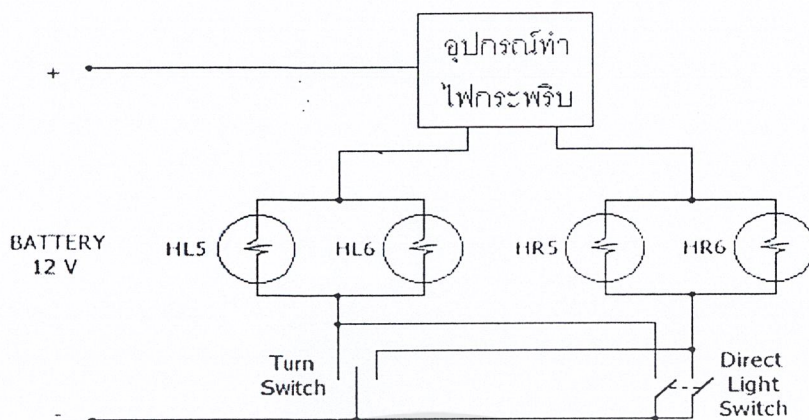 อุปกรณ์ทำ
ไฟกระพริบ
+
BATTERY
12 V
HL5
HL6
HR5
HR6
Turn
Switch
Direct
Light
Switch
-